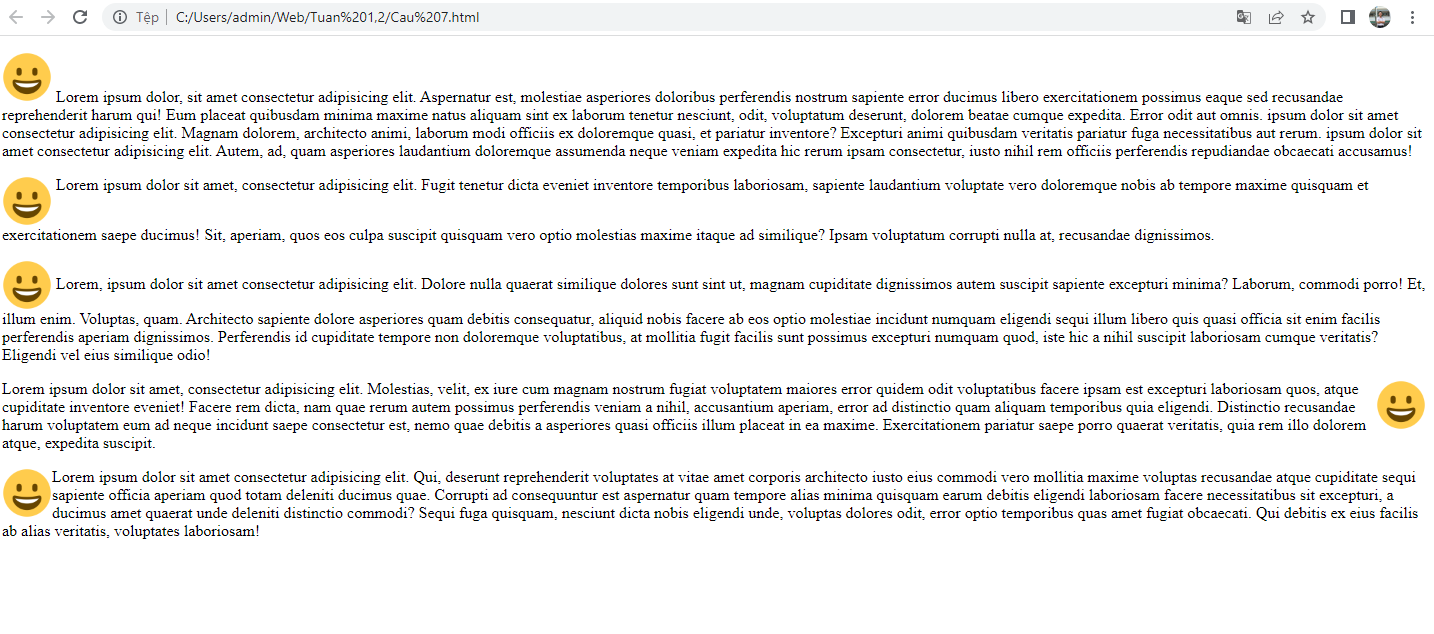 Tệp C:/Users/admin/Web/Tuan%201,2/Cau%207.html
Lorem ipsum dolor, sit amet consectetur adipisicing elit. Aspernatur est, molestiae asperiores doloribus perferendis nostrum sapiente error ducimus libero exercitationem possimus eaque sed recusandae
reprehenderit harum qui! Eum placeat quibusdam minima maxime natus aliquam sint ex laborum tenetur nesciunt, odit, voluptatum deserunt, dolorem beatae cumque expedita. Error odit aut omnis. ipsum dolor sit amet
consectetur adipisicing elit. Magnam dolorem, architecto animi, laborum modi officiis ex doloremque quasi, et pariatur inventore? Excepturi animi quibusdam veritatis pariatur fuga necessitatibus aut rerum. ipsum dolor sit
amet consectetur adipisicing elit. Autem, ad, quam asperiores laudantium doloremque assumenda neque veniam expedita hic rerum ipsam consectetur, iusto nihil rem officiis perferendis repudiandae obcaecati accusamus!
Lorem ipsum dolor sit amet, consectetur adipisicing elit. Fugit tenetur dicta eveniet inventore temporibus laboriosam, sapiente laudantium voluptate vero doloremque nobis ab tempore maxime quisquam et
exercitationem saepe ducimus! Sit, aperiam, quos eos culpa suscipit quisquam vero optio molestias maxime itaque ad similique? Ipsam voluptatum corrupti nulla at, recusandae dignissimos.
Lorem, ipsum dolor sit amet consectetur adipisicing elit. Dolore nulla quaerat similique dolores sunt sint ut, magnam cupiditate dignissimos autem suscipit sapiente excepturi minima? Laborum, commodi porro! Et,
illum enim. Voluptas, quam. Architecto sapiente dolore asperiores quam debitis consequatur, aliquid nobis facere ab eos optio molestiae incidunt numquam eligendi sequi illum libero quis quasi officia sit enim facilis
perferendis aperiam dignissimos. Perferendis id cupiditate tempore non doloremque voluptatibus, at mollitia fugit facilis sunt possimus excepturi numquam quod, iste hic a nihil suscipit laboriosam cumque veritatis?
Eligendi vel eius similique odio!
Lorem ipsum dolor sit amet, consectetur adipisicing elit. Molestias, velit, ex iure cum magnam nostrum fugiat voluptatem maiores error quidem odit voluptatibus facere ipsam est excepturi laboriosam quos, atque
cupiditate inventore eveniet! Facere rem dicta, nam quae rerum autem possimus perferendis veniam a nihil, accusantium aperiam, error ad distinctio quam aliquam temporibus quia eligendi. Distinctio recusandae
harum voluptatem eum ad neque incidunt saepe consectetur est, nemo quae debitis a asperiores quasi officiis illum placeat in ea maxime. Exercitationem pariatur saepe porro quaerat veritatis, quia rem illo dolorem
atque, expedita suscipit.
Lorem ipsum dolor sit amet consectetur adipisicing elit. Qui, deserunt reprehenderit voluptates at vitae amet corporis architecto iusto eius commodi vero mollitia maxime voluptas recusandae atque cupiditate sequi
sapiente officia aperiam quod totam deleniti ducimus quae. Corrupti ad consequuntur est aspernatur quam tempore alias minima quisquam earum debitis eligendi laboriosam facere necessitatibus sit excepturi, a
ducimus amet quaerat unde deleniti distinctio commodi? Sequi fuga quisquam, nesciunt dicta nobis eligendi unde, voluptas dolores odit, error optio temporibus quas amet fugiat obcaecati. Qui debitis ex eius facilis
ab alias veritatis, voluptates laboriosam!